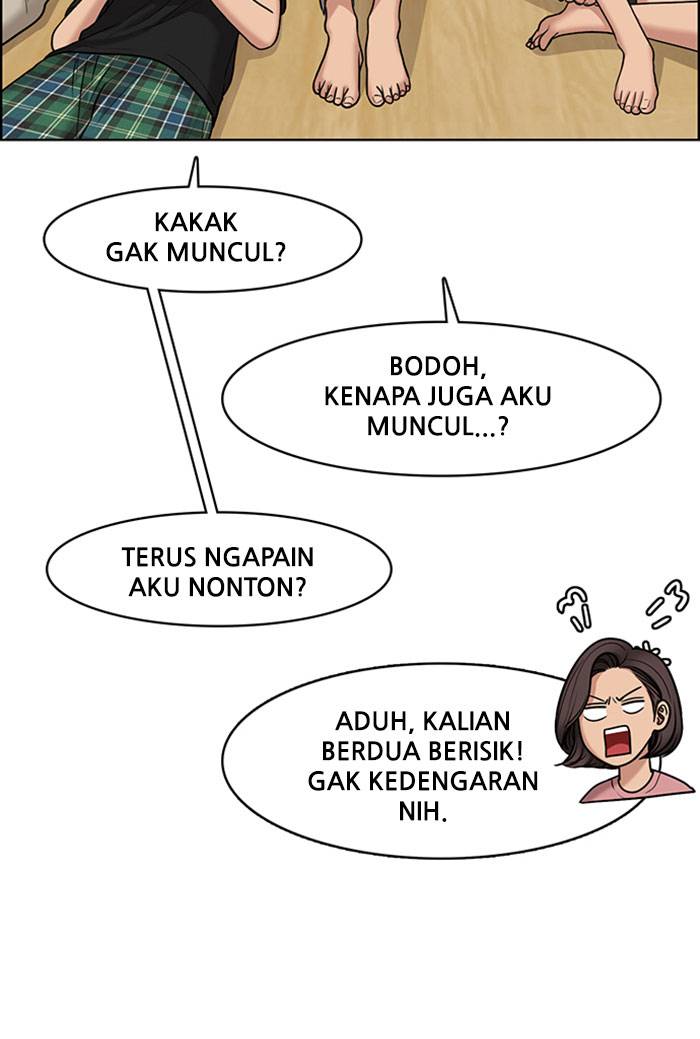 KAKAK
GAK MUNCUL?
BODOH,
KENAPA JUGA AKU
MUNCUL...?
TERUS NGAPAIN
AKU NONTON?
ADUH, KALIAN
BERDUA BERISIK!
GAK KEDENGARAN
NIH.